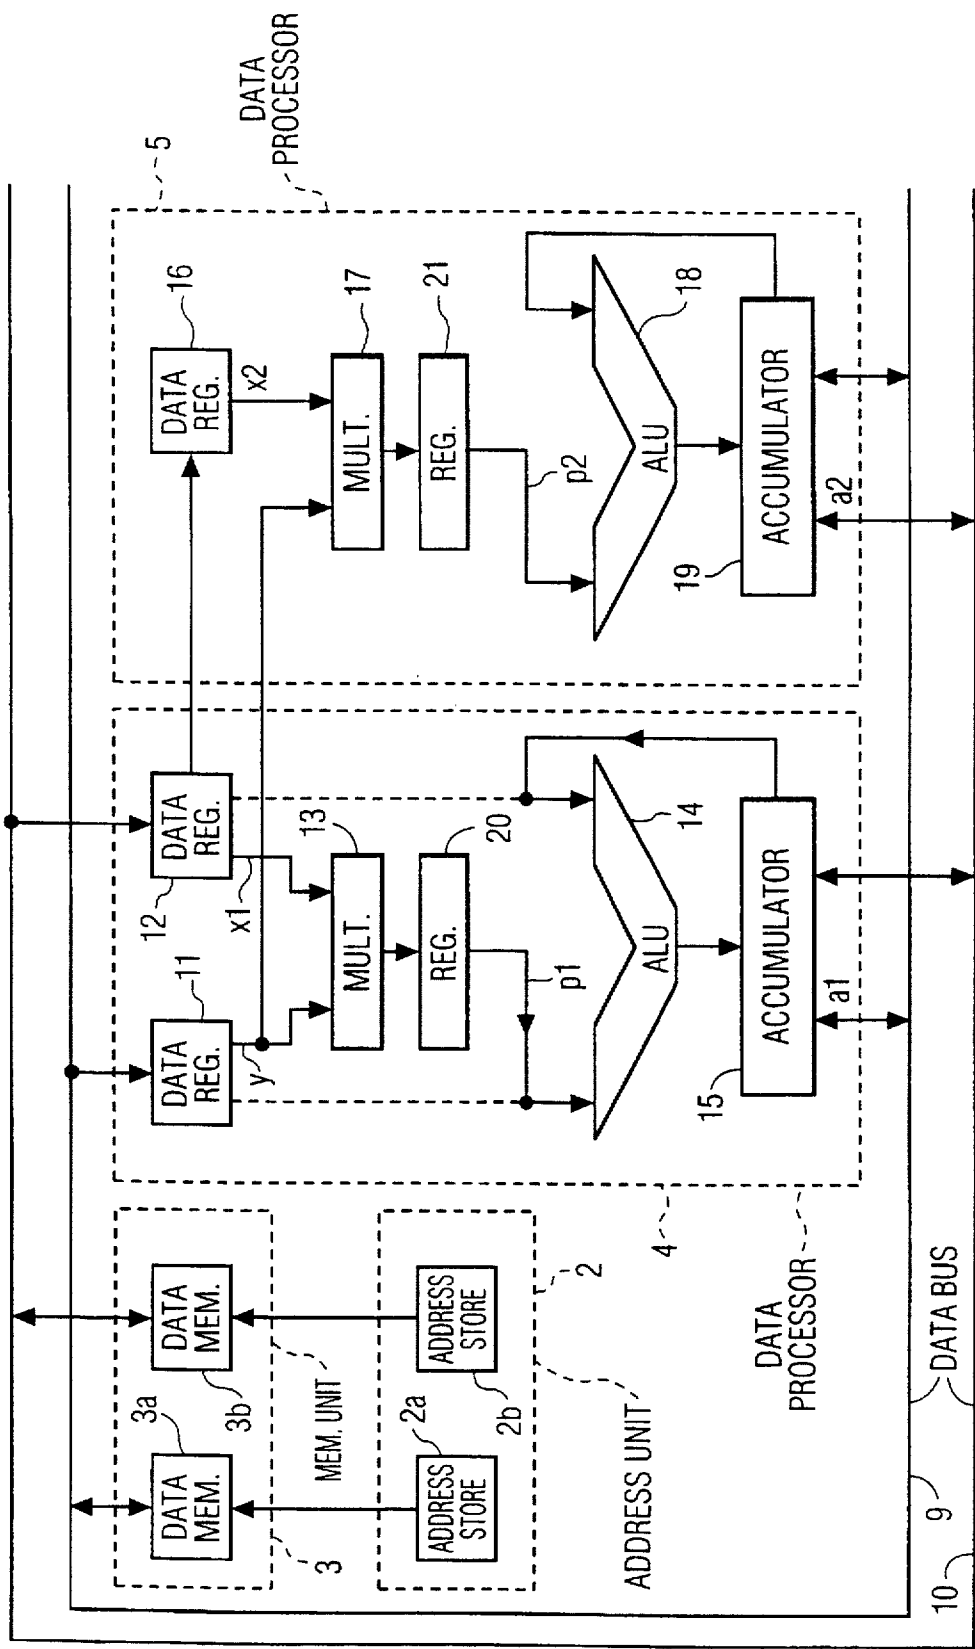 3
3a
DATA
MEM.
3b
DATA
MEM.
MEM. UNIT
2a
ADDRESS
STORE
2b
ADDRESS
STORE
2
ADDRESS UNIT
11
DATA
REG.
y
12
DATA
REG.
x1
13
MULT.
20
REG.
p1
14
ALU
15
ACCUMULATOR
a1
4
DATA
PROCESSOR
16
DATA
REG.
x2
17
MULT.
21
REG.
p2
18
ALU
19
ACCUMULATOR
a2
5
DATA
PROCESSOR
9
10
DATA BUS